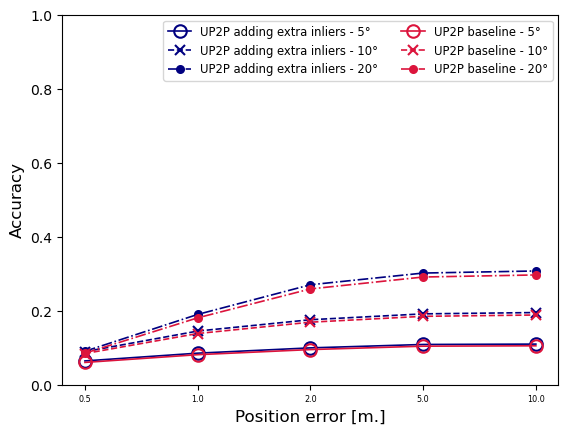 UP2P adding extra inliers - 5°
UP2P adding extra inliers - 10°
UP2P adding extra inliers - 20°
UP2P baseline - 5°
UP2P baseline - 10°
UP2P baseline - 20°
1.0
0.8
0.6
0.4
0.2
0.0
Accuracy
0.5 1.0 2.0 5.0 10.0
Position error [m.]